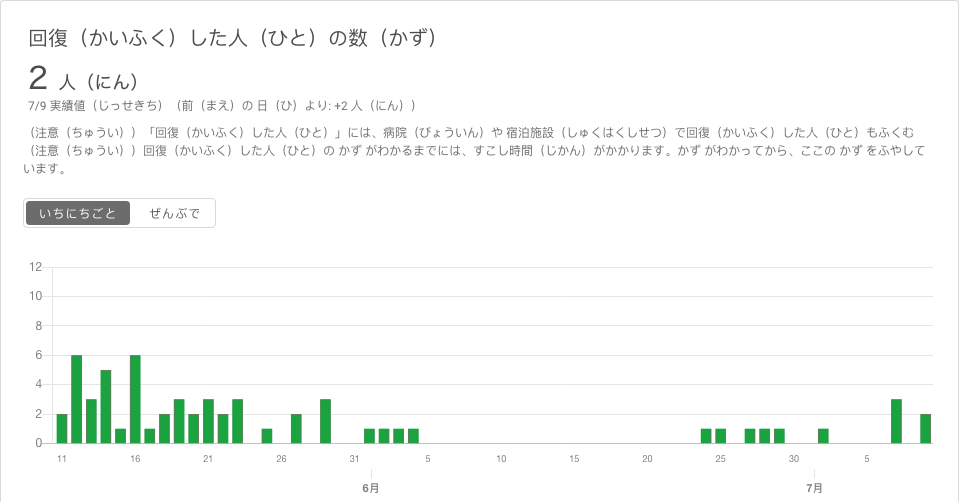 回復（かいふく）した人（ひと）の数（かず）
2 人（にん）
7/9 実績値（じっせきち）（前（まえ）の 日（ひ）より: +2 人（にん））
（注意（ちゅうい））「回復（かいふく）した人（ひと）」には、病院（びょういん）や 宿泊施設（しゅくはくしせつ）で回復（かいふく）した人（ひと）もふくむ
（注意（ちゅうい））回復（かいふく）した人（ひと）の かず がわかるまでには、すこし時間（じかん）がかかります。かず がわかってから、ここの かず をふやして
います。
いちにちごと ぜんぶで
12
10
8
6
4
2
0
11 16 21 26 31 5 10 15 20 25 30 5
6月 7月